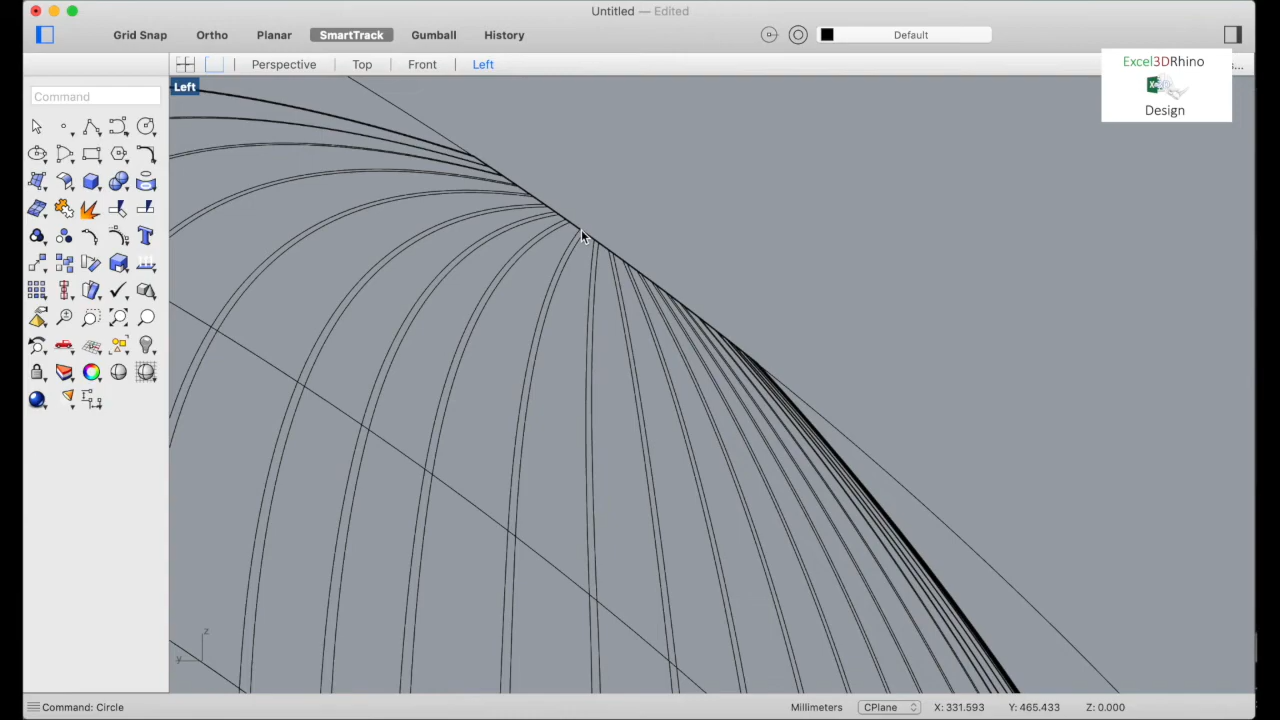 Untitled — Edited
Grid Snap Ortho Planar SmartTrack Gumball History Default
Perspective Top Front Left
Excel3DRhino
Design
Left
Command
z
y
Command: Circle Millimeters CPlane X: 331.593 Y: 465.433 Z: 0.000